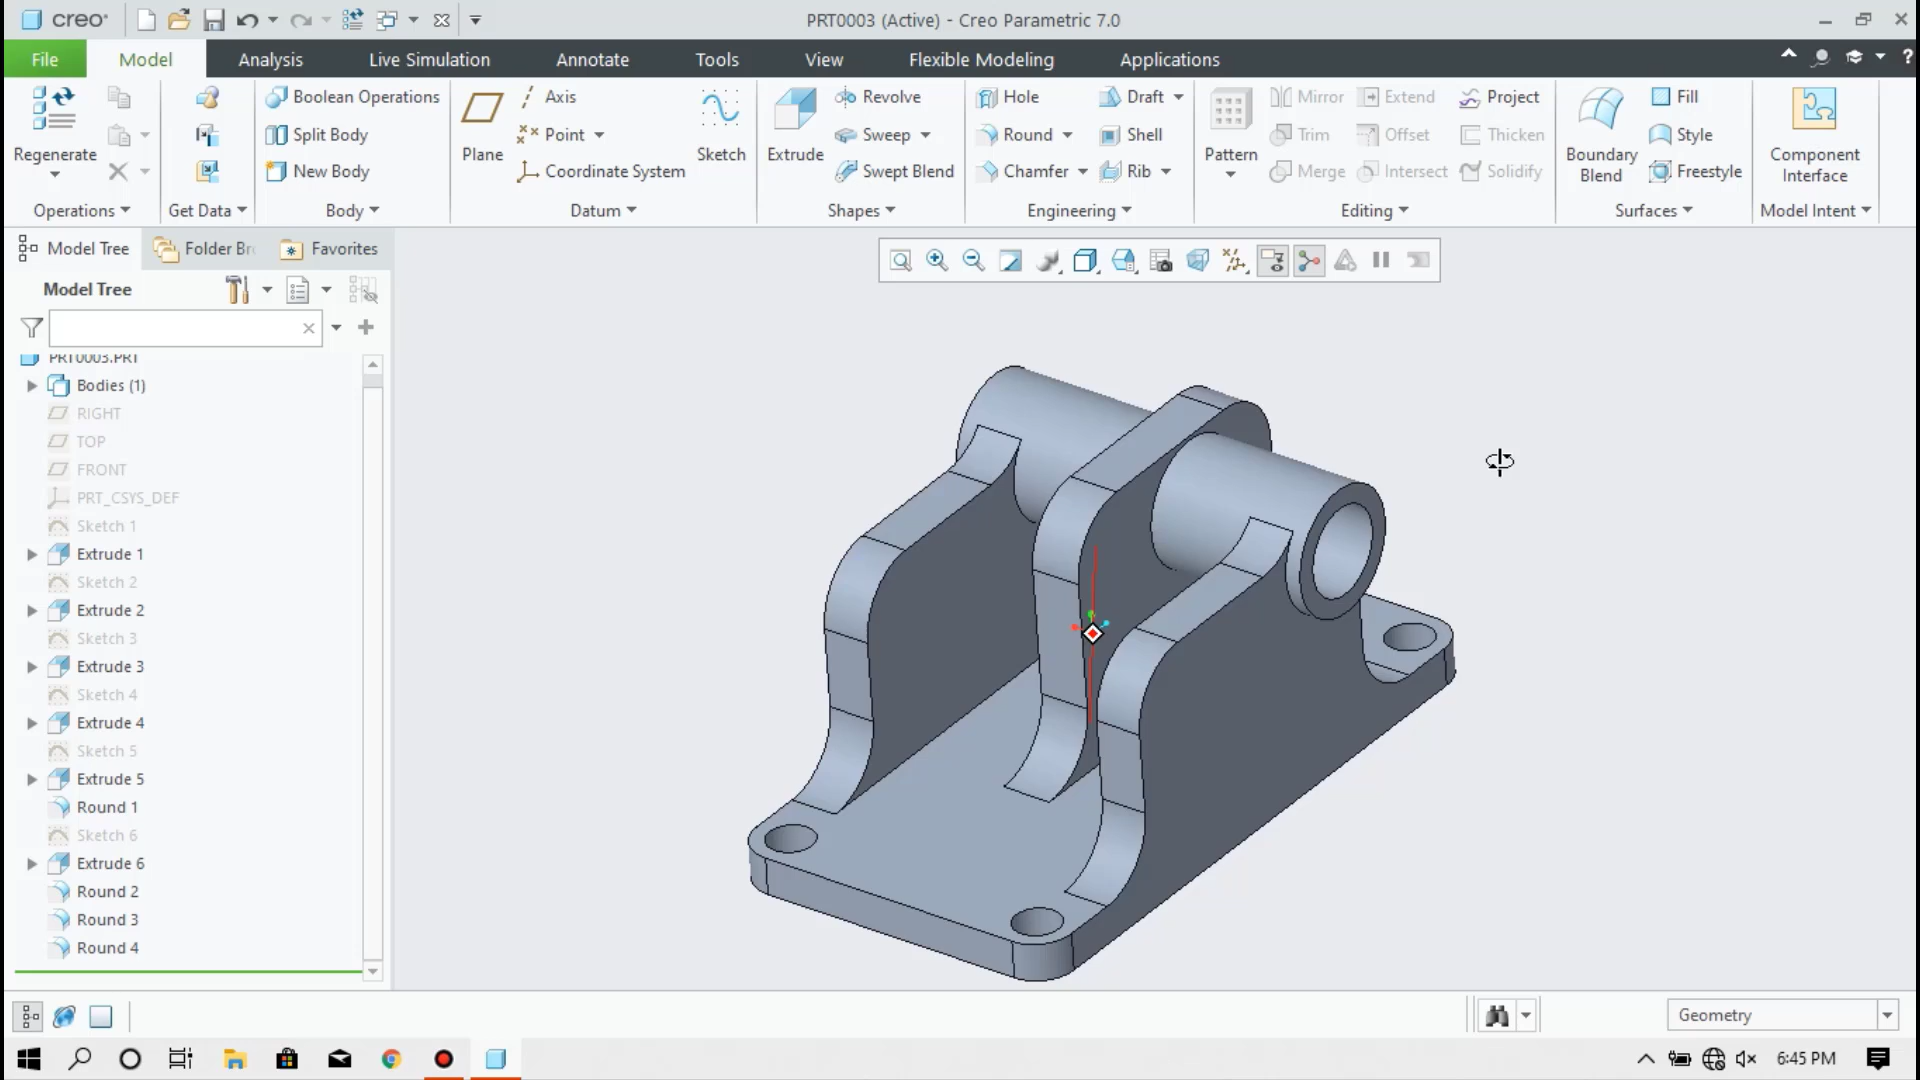 creo
PRT0003 (Active) - Creo Parametric 7.0
File Model Analysis Live Simulation Annotate Tools View Flexible Modeling Applications ?
Boolean Operations Axis Revolve Hole Draft Mirror Extend Project Fill
Split Body Point Sweep Round Shell Trim Offset Thicken Style
Regenerate Plane Sketch Extrude Pattern Boundary Blend Component Interface
New Body Coordinate System Swept Blend Chamfer Rib Merge Intersect Solidify Freestyle
Operations Get Data Body Datum Shapes Engineering Editing Surfaces Model Intent
Model Tree Folder Br Favorites
Model Tree
PRT0003.PRT
Bodies (1)
RIGHT
TOP
FRONT
PRT_CSYS_DEF
Sketch 1
Extrude 1
Sketch 2
Extrude 2
Sketch 3
Extrude 3
Sketch 4
Extrude 4
Sketch 5
Extrude 5
Round 1
Sketch 6
Extrude 6
Round 2
Round 3
Round 4
Geometry
6:45 PM